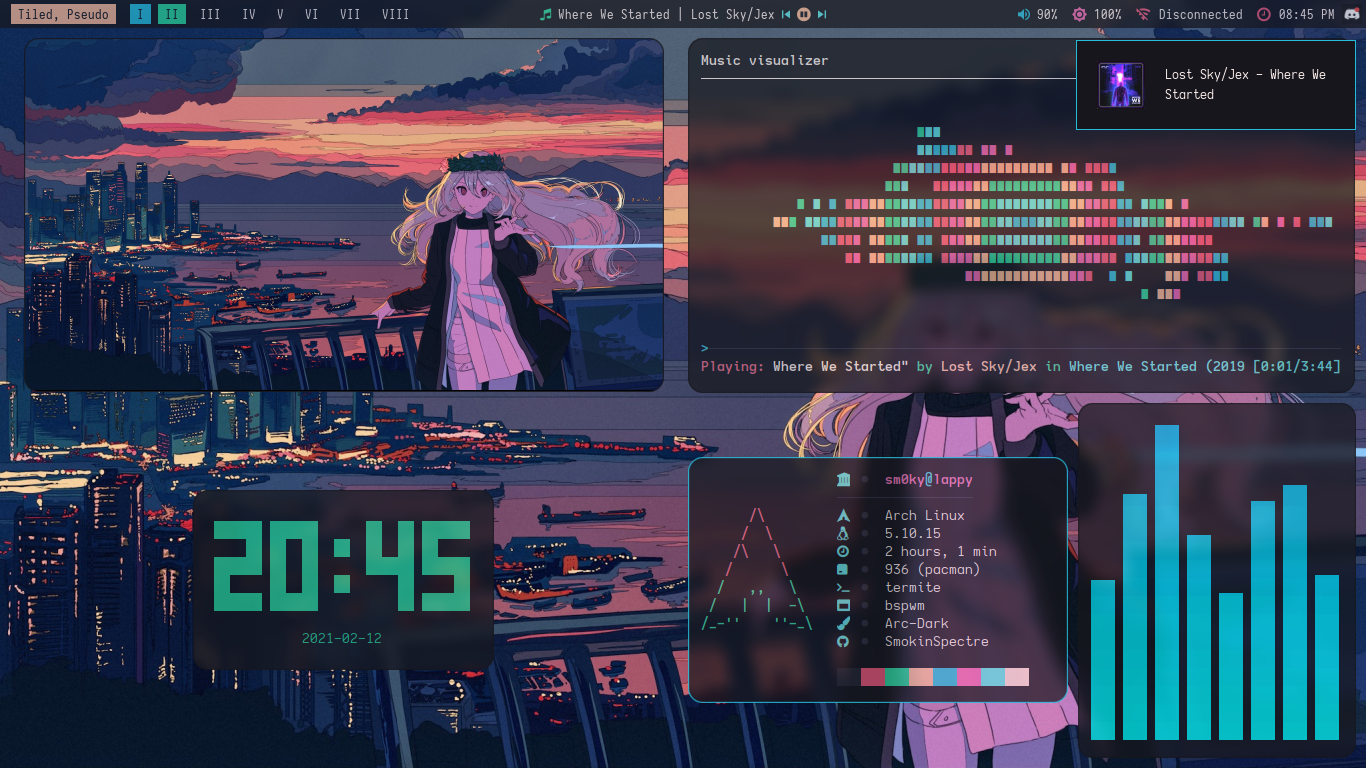 Tiled, Pseudo I II III IV V VI VII VIII Where We Started | Lost Sky/Jex 90% 100% Disconnected 08:45 PM
Music visualizer
Lost Sky/Jex - Where We
Started
>
Playing: Where We Started" by Lost Sky/Jex in Where We Started (2019 [0:01/3:44]
20:45
2021-02-12
sm0ky@lappy
Arch Linux
5.10.15
2 hours, 1 min
936 (pacman)
termite
bspwm
Arc-Dark
SmokinSpectre